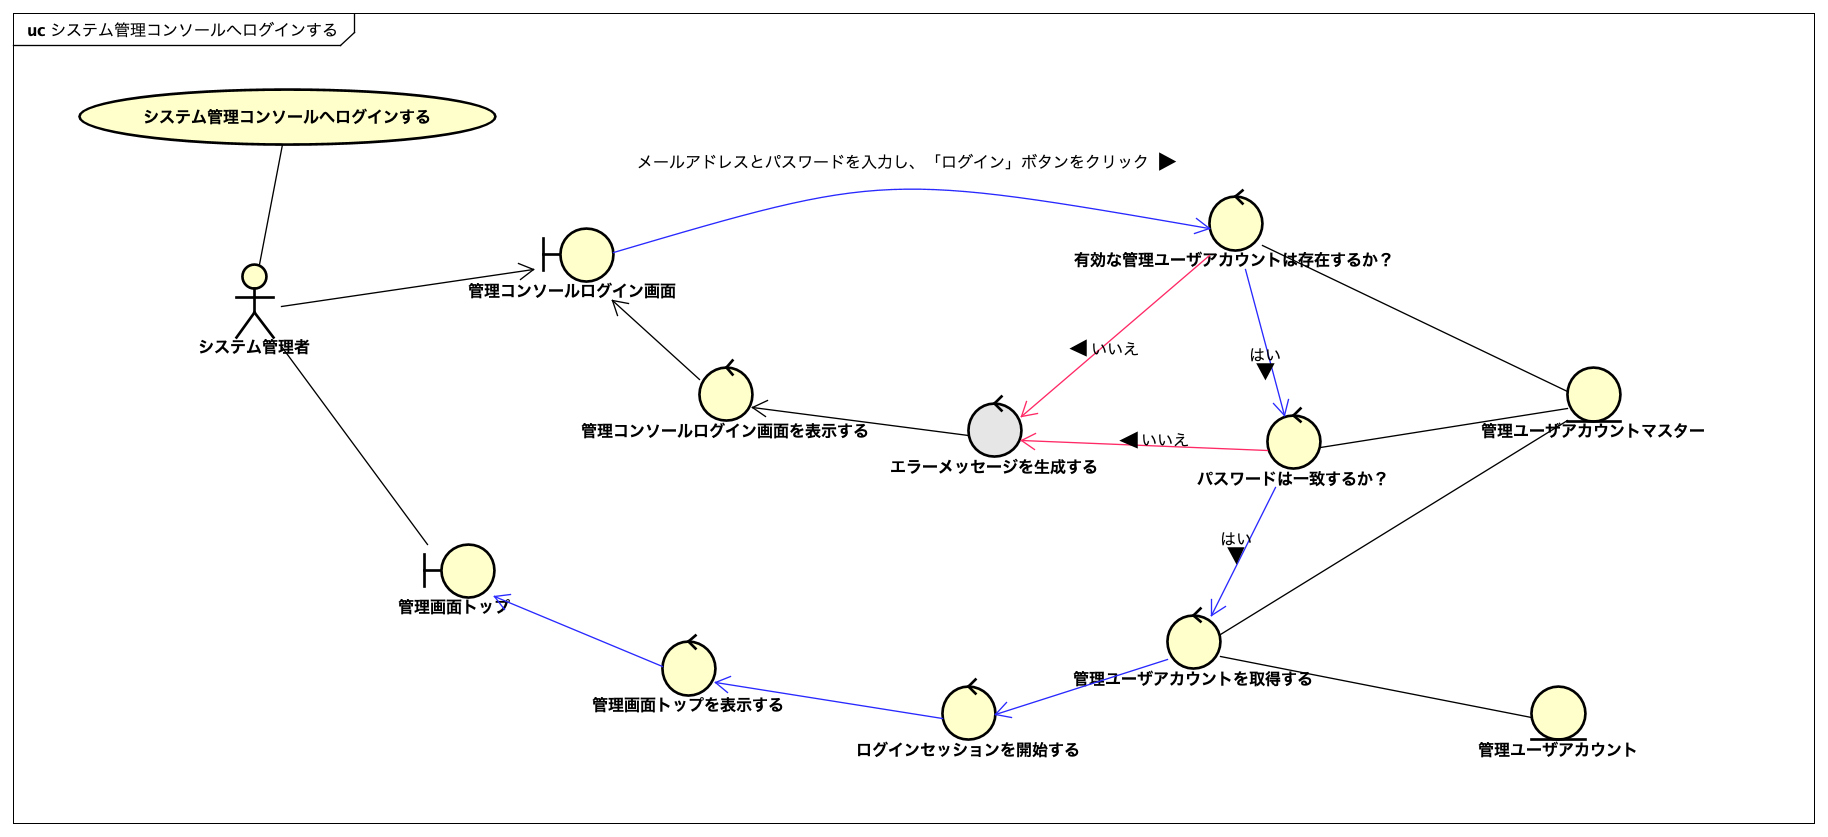 uc システム管理コンソールへログインする
システム管理コンソールへログインする
メールアドレスとパスワードを入力し、「ログイン」ボタンをクリック
有効な管理ユーザアカウントは存在するか？
管理コンソールログイン画面
システム管理者
いいえ
はい
管理コンソールログイン画面を表示する
管理ユーザアカウントマスター
いいえ
エラーメッセージを生成する
パスワードは一致するか？
はい
管理画面トップ
管理ユーザアカウントを取得する
管理画面トップを表示する
ログインセッションを開始する
管理ユーザアカウント